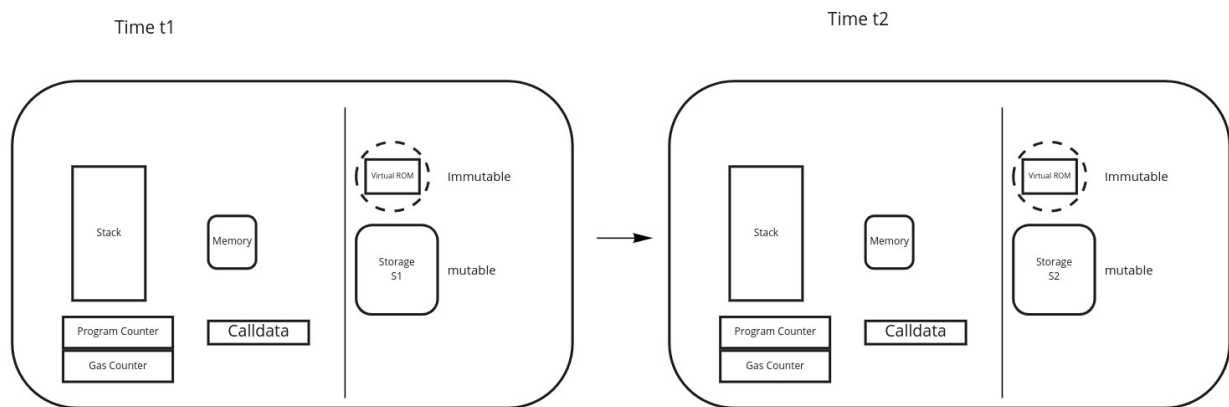 Time t1
Time t2
Virtual ROM
Immutable
Stack
Memory
Storage
S1
mutable
Program Counter
Calldata
Gas Counter
Virtual ROM
Immutable
Stack
Memory
Storage
S2
mutable
Program Counter
Calldata
Gas Counter